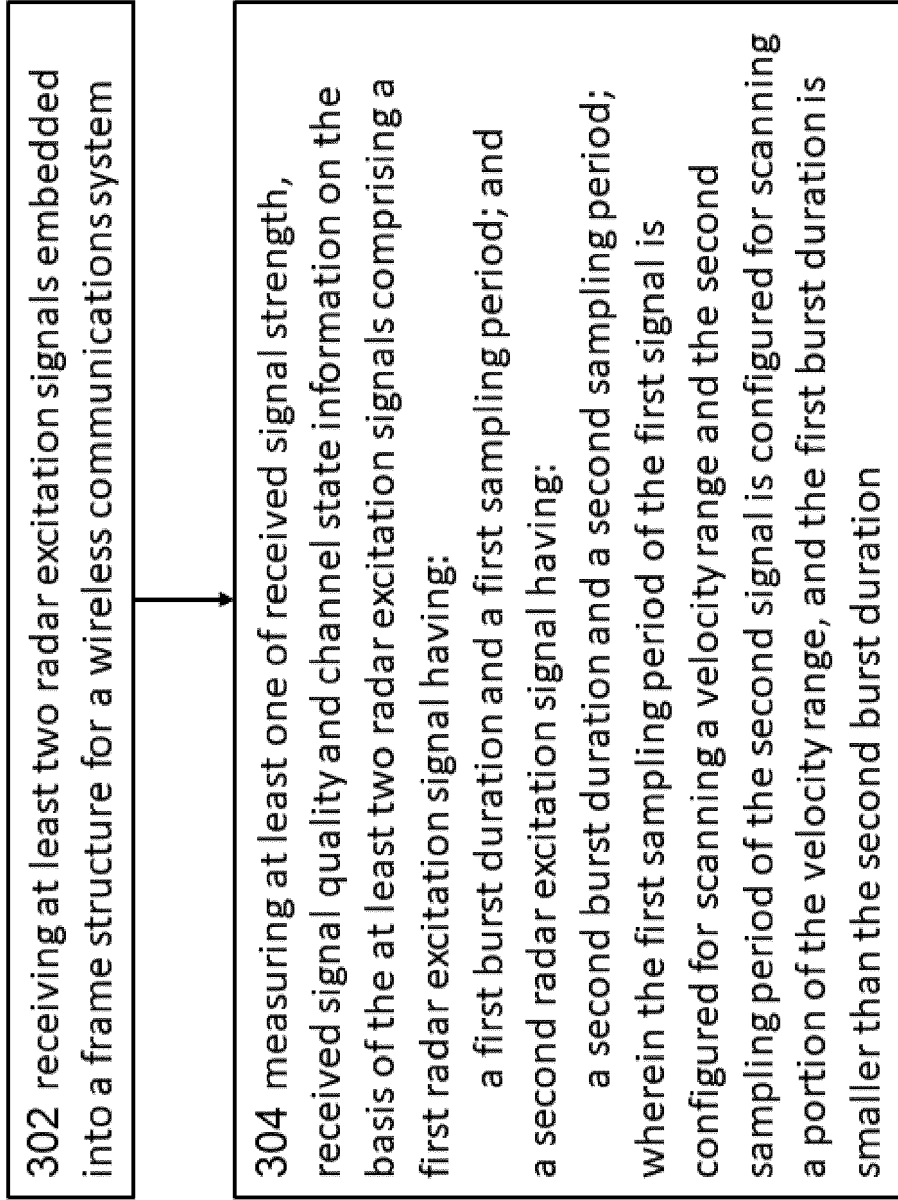 302 receiving at least two radar excitation signals embedded
into a frame structure for a wireless communications system
304 measuring at least one of received signal strength,
received signal quality and channel state information on the
basis of the at least two radar excitation signals comprising a
first radar excitation signal having:
a first burst duration and a first sampling period; and
a second radar excitation signal having:
a second burst duration and a second sampling period;
wherein the first sampling period of the first signal is
configured for scanning a velocity range and the second
sampling period of the second signal is configured for scanning
a portion of the velocity range, and the first burst duration is
smaller than the second burst duration